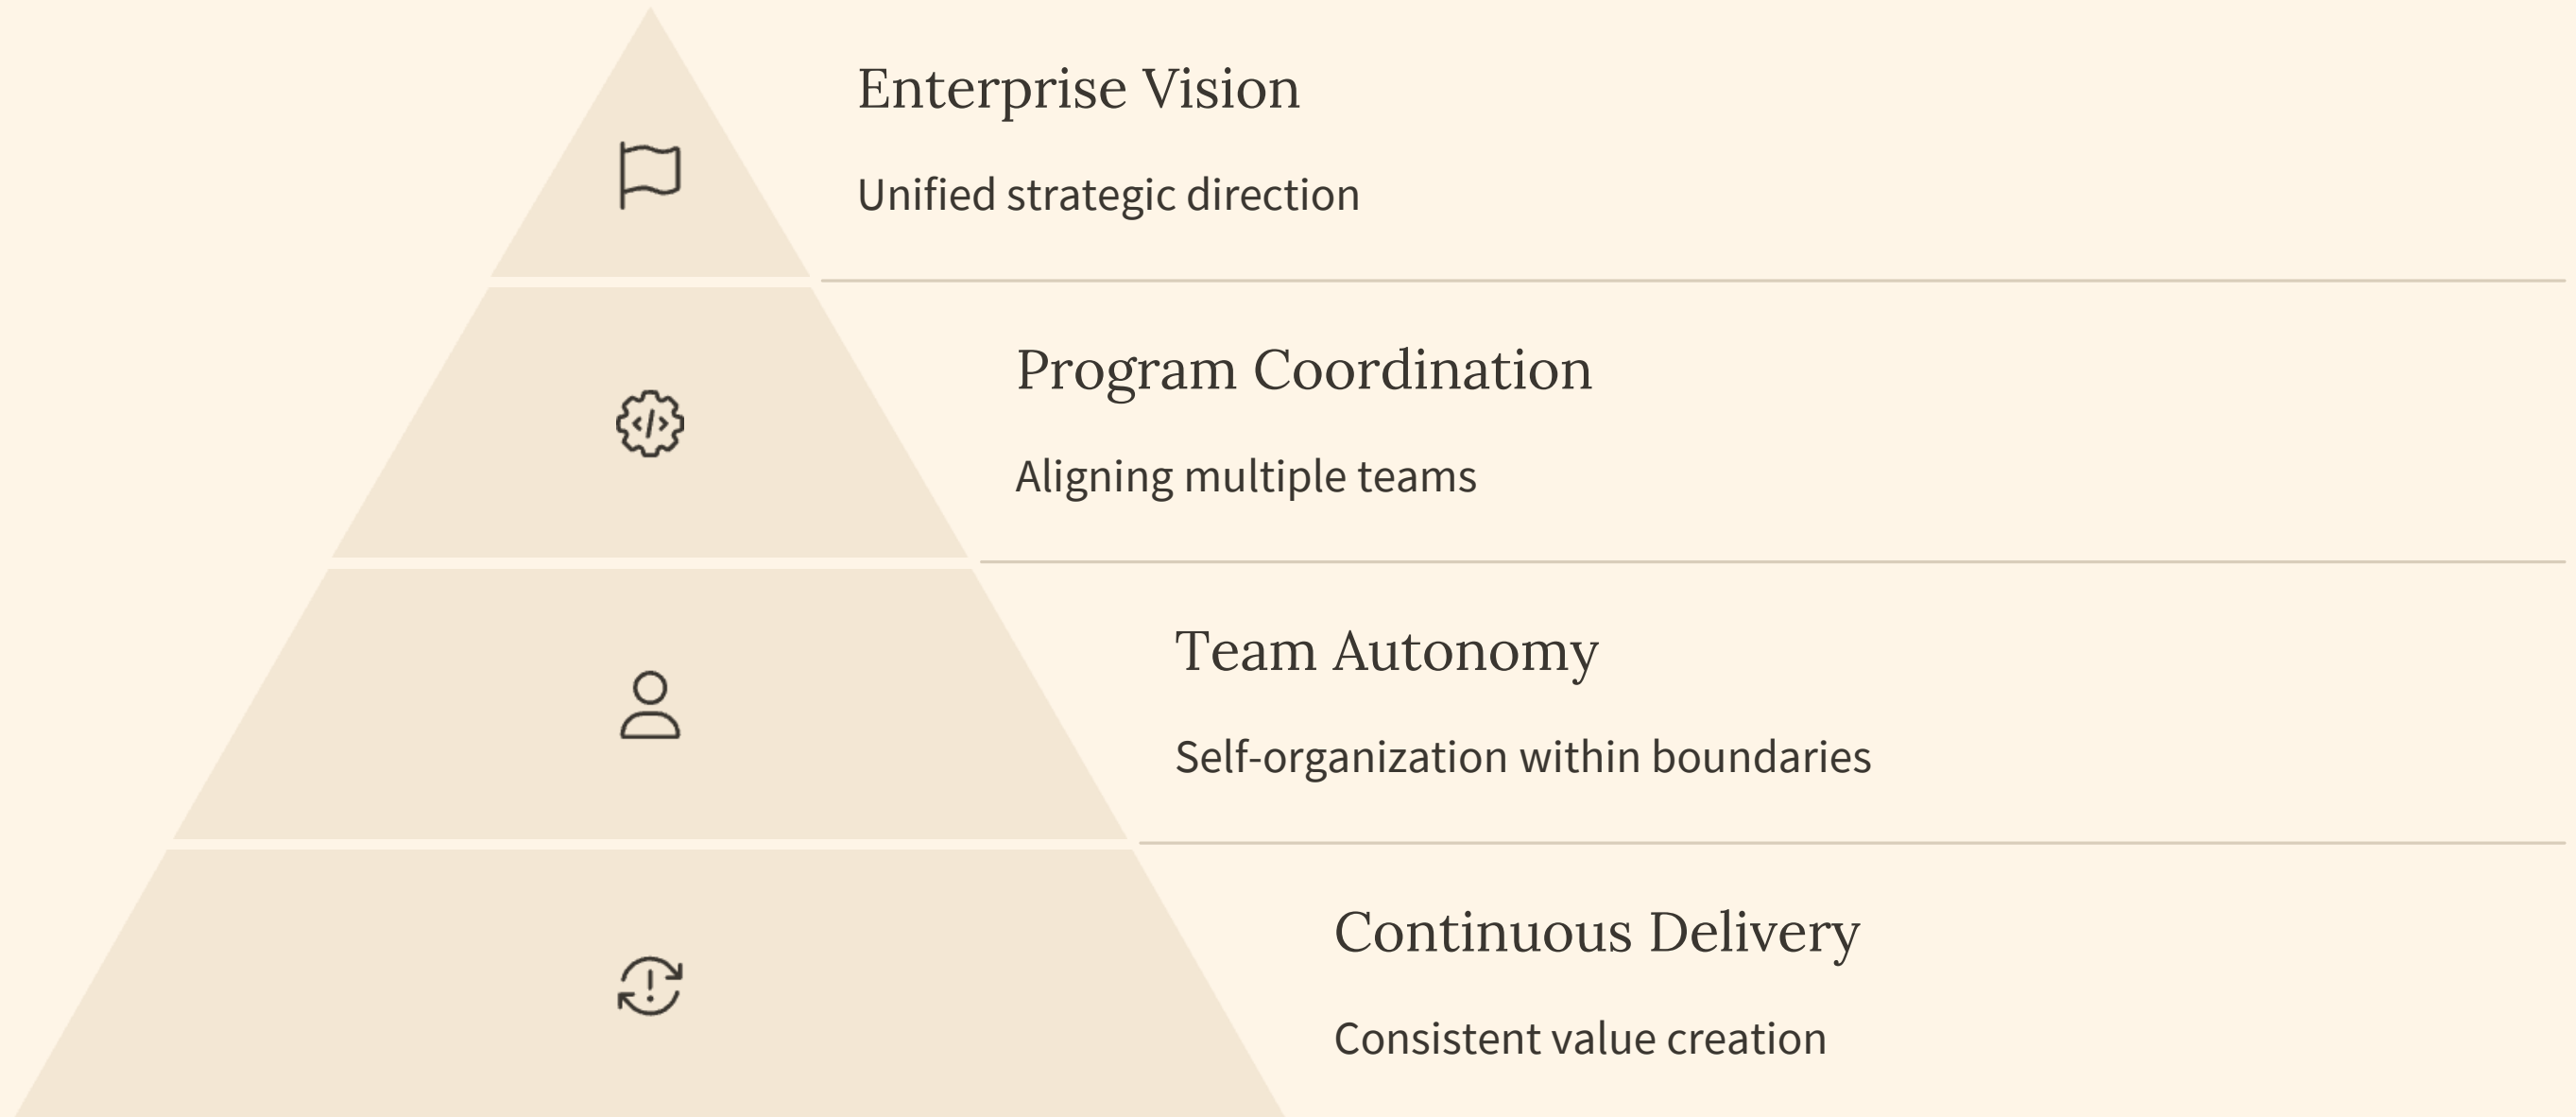 Enterprise Vision
Unified strategic direction
Program Coordination
Aligning multiple teams
Team Autonomy
Self-organization within boundaries
Continuous Delivery
Consistent value creation